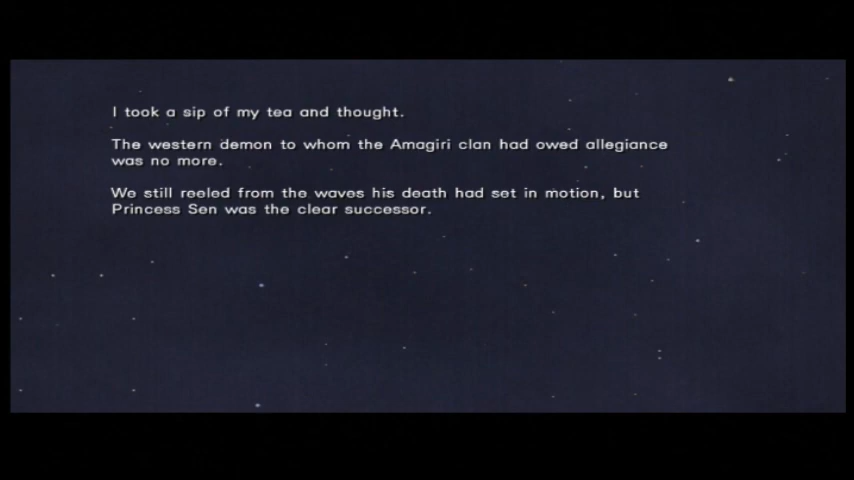 I took a sip of my tea and thought.
The western demon to whom the Amagiri clan had owed allegiance
was no more.
We still reeled from the waves his death had set in motion, but
Princess Sen was the clear successor.